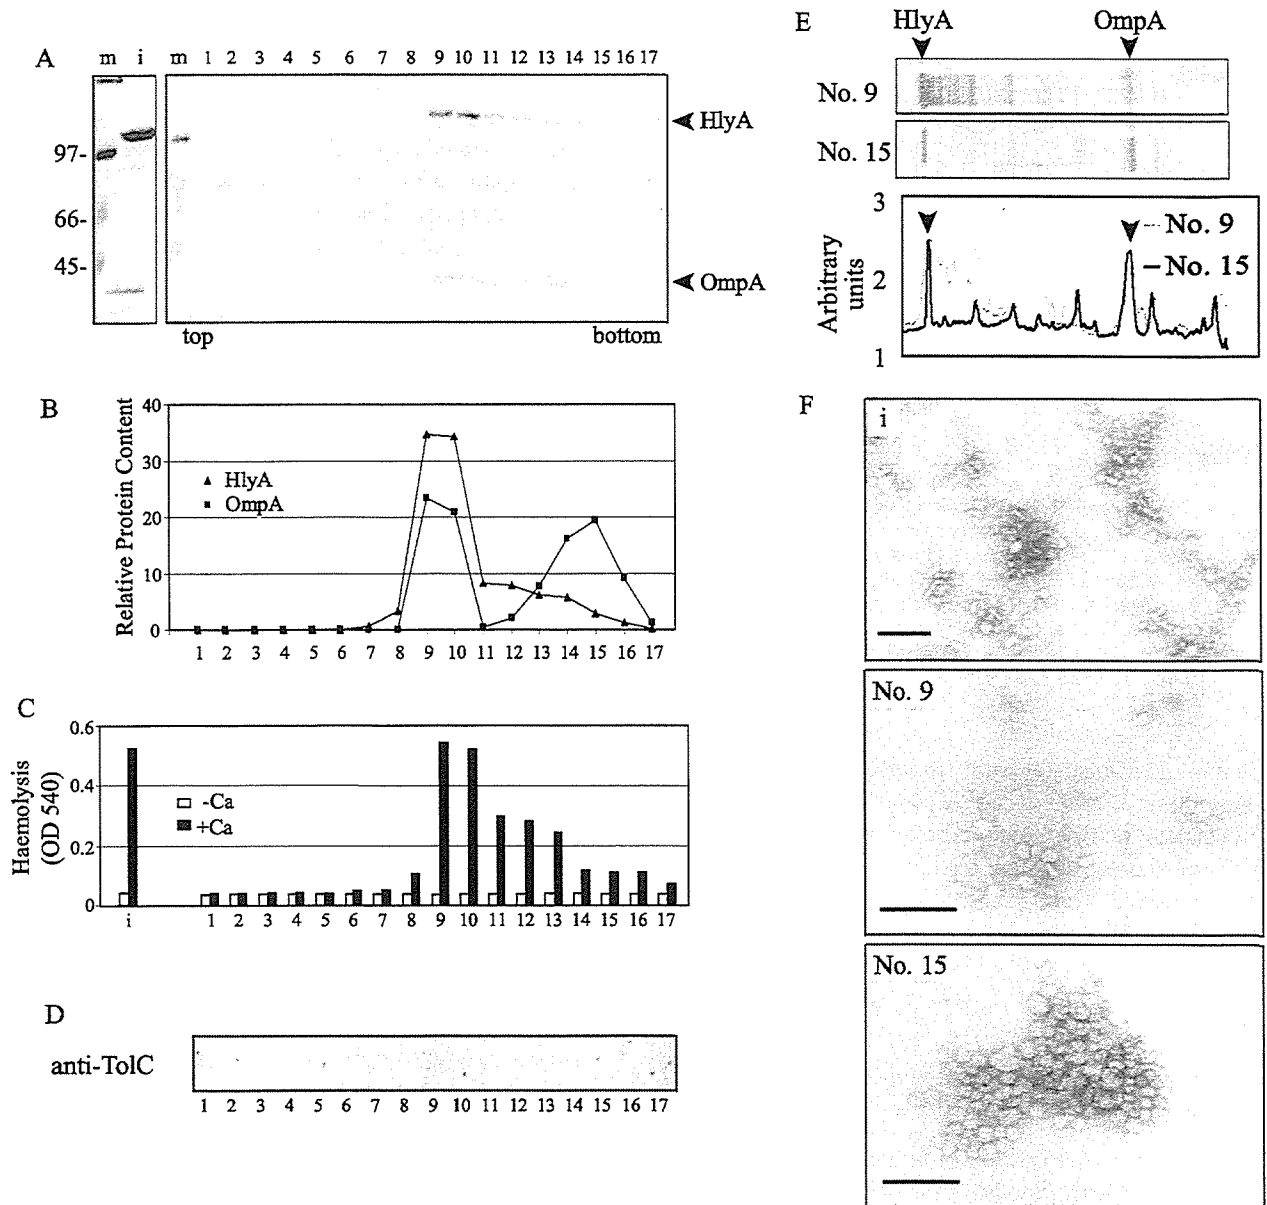 A
m i m 1 2 3 4 5 6 7 8 9 10 11 12 13 14 15 16 17
97-
66-
45-
HlyA
OmpA
top bottom
B
Relative Protein Content
40
30
20
10
0
HlyA
OmpA
1 2 3 4 5 6 7 8 9 10 11 12 13 14 15 16 17
C
Haemolysis
(OD 540)
0.6
0.4
0.2
0
-Ca
+Ca
i 1 2 3 4 5 6 7 8 9 10 11 12 13 14 15 16 17
D
anti-TolC
1 2 3 4 5 6 7 8 9 10 11 12 13 14 15 16 17
E
HlyA OmpA
No. 9
No. 15
Arbitrary
units
3
2
1
No. 9
No. 15
F
i
No. 9
No. 15